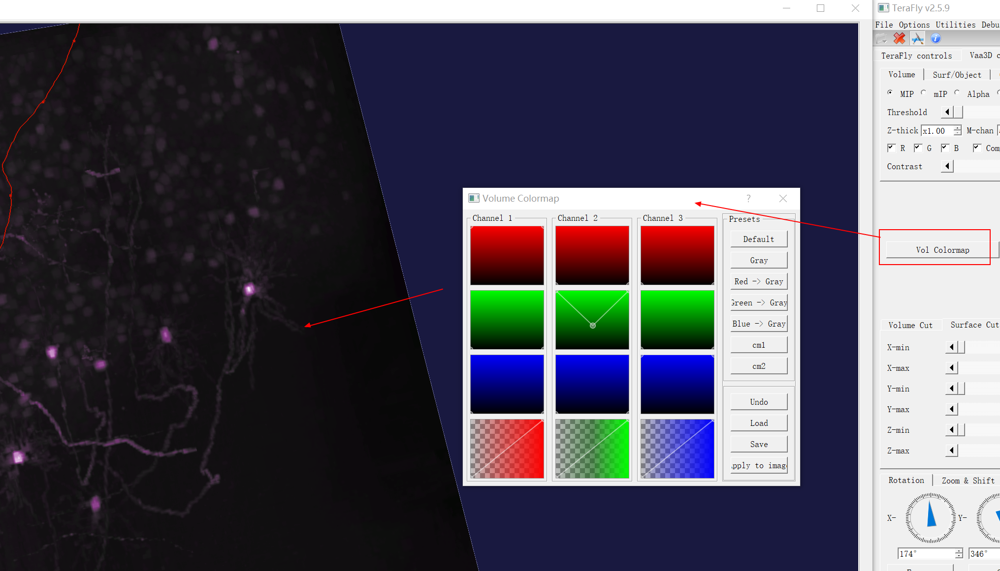 TeraFly v2.5.9
File Options Utilities Debu
TeraFly controls Vaa3D c
Volume Surf/Object
MIP mIP Alpha
Threshold
Z-thick x1.00 M-chan
R G B Com
Contrast
Volume Colormap ?
Channel 1 Channel 2 Channel 3 Presets
Default
Gray
Red -> Gray
Green -> Gray
Blue -> Gray
cm1
cm2
Undo
Load
Save
Apply to imag
Vol Colormap
Volume Cut Surface Cut
X-min
X-max
Y-min
Y-max
Z-min
Z-max
Rotation Zoom & Shift
X- Y-
174° 346°